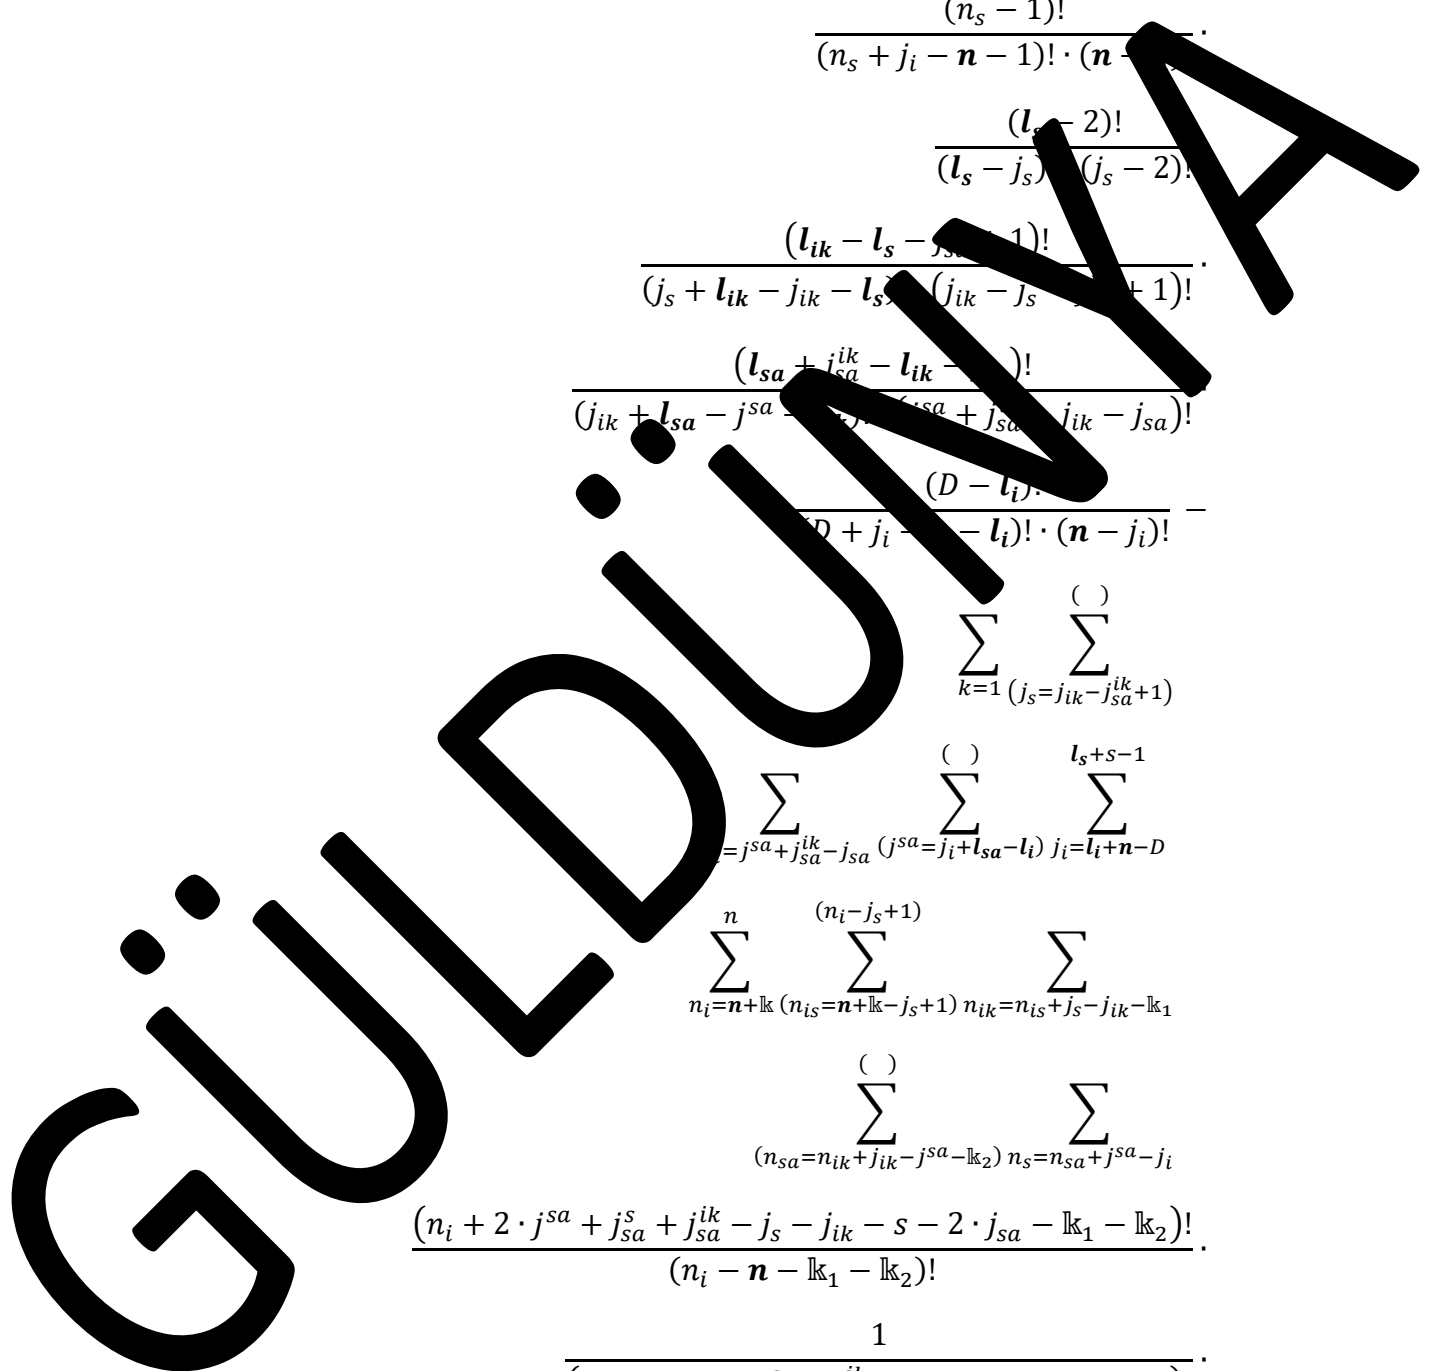 (n_s − 1)!
(n_s + j_i − n − 1)! · (n
(l_s − 2)!
(l_s − j_s) (j_s − 2)!
(l_ik − l_s − 1)!
(j_s + l_ik − j_ik − l_s) (j_ik − j_s + 1)!
(l_sa + j_sa^ik − l_ik )!
(j_ik + l_sa − j^sa + j_ik − j_sa)!
(D − l_i)!
D + j_i − l_i)! · (n − j_i)! −
( )
∑ ∑
k=1 (j_s=j_ik−j_sa^ik+1)
( ) l_s+s−1
∑ ∑ ∑
=j^sa+j_sa^ik−j_sa (j^sa=j_i+l_sa−l_i) j_i=l_i+n−D
n (n_i−j_s+1)
∑ ∑ ∑
n_i=n+𝕜 (n_is=n+𝕜−j_s+1) n_ik=n_is+j_s−j_ik−𝕜_1
( )
∑ ∑
(n_sa=n_ik+j_ik−j^sa−𝕜_2) n_s=n_sa+j^sa−j_i
(n_i + 2 · j^sa + j_sa^s + j_sa^ik − j_s − j_ik − s − 2 · j_sa − 𝕜_1 − 𝕜_2)!
(n_i − n − 𝕜_1 − 𝕜_2)! ·
1
GÜLDÜNYA